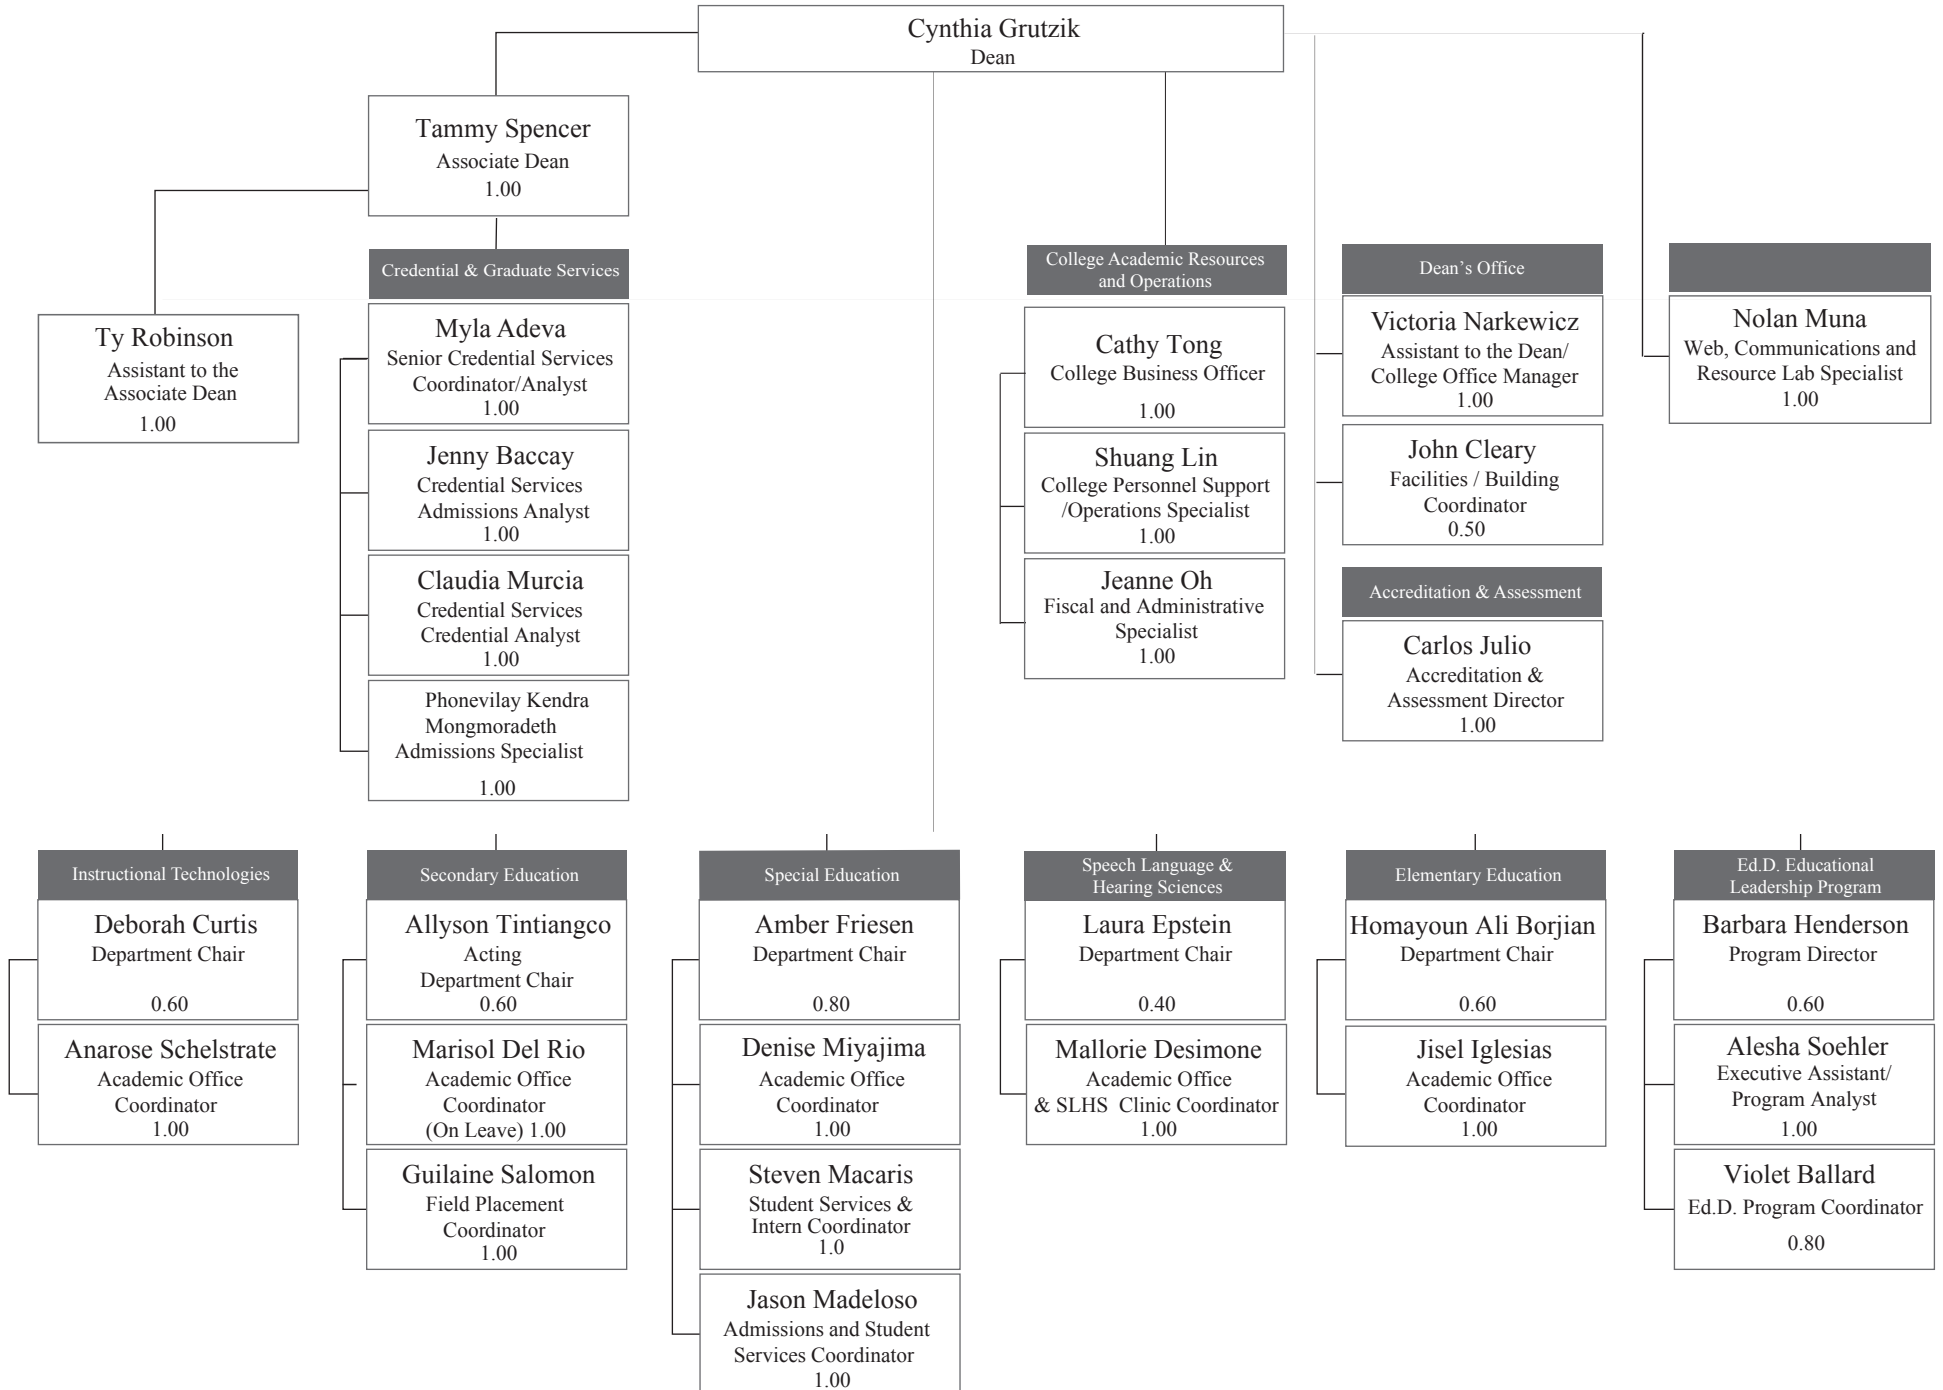 Cynthia Grutzik
Dean
Tammy Spencer
Associate Dean
1.00
Ty Robinson
Assistant to the
Associate Dean
1.00
Credential & Graduate Services
Myla Adeva
Senior Credential Services
Coordinator/Analyst
1.00
Jenny Baccay
Credential Services
Admissions Analyst
1.00
Claudia Murcia
Credential Services
Credential Analyst
1.00
Phonevilay Kendra
Mongmoradeth
Admissions Specialist
1.00
College Academic Resources
and Operations
Cathy Tong
College Business Officer
1.00
Shuang Lin
College Personnel Support
/Operations Specialist
1.00
Jeanne Oh
Fiscal and Administrative
Specialist
1.00
Dean’s Office
Victoria Narkewicz
Assistant to the Dean/
College Office Manager
1.00
John Cleary
Facilities / Building
Coordinator
0.50
Accreditation & Assessment
Carlos Julio
Accreditation &
Assessment Director
1.00
Nolan Muna
Web, Communications and
Resource Lab Specialist
1.00
Instructional Technologies
Deborah Curtis
Department Chair
0.60
Anarose Schelstrate
Academic Office
Coordinator
1.00
Secondary Education
Allyson Tintiangco
Acting
Department Chair
0.60
Marisol Del Rio
Academic Office
Coordinator
(On Leave) 1.00
Guilaine Salomon
Field Placement
Coordinator
1.00
Special Education
Amber Friesen
Department Chair
0.80
Denise Miyajima
Academic Office
Coordinator
1.00
Steven Macaris
Student Services &
Intern Coordinator
1.0
Jason Madeloso
Admissions and Student
Services Coordinator
1.00
Speech Language &
Hearing Sciences
Laura Epstein
Department Chair
0.40
Mallorie Desimone
Academic Office
& SLHS Clinic Coordinator
1.00
Elementary Education
Homayoun Ali Borjian
Department Chair
0.60
Jisel Iglesias
Academic Office
Coordinator
1.00
Ed.D. Educational
Leadership Program
Barbara Henderson
Program Director
0.60
Alesha Soehler
Executive Assistant/
Program Analyst
1.00
Violet Ballard
Ed.D. Program Coordinator
0.80